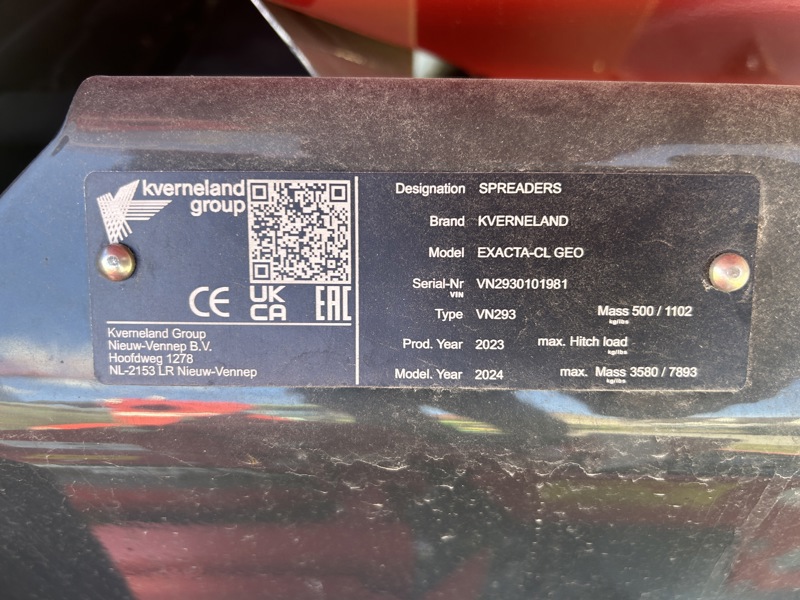 kverneland
group
CE
UK
CA
EAC
Kverneland Group
Nieuw-Vennep B.V.
Hoofdweg 1278
NL-2153 LR Nieuw-Vennep
Designation SPREADERS
Brand KVERNELAND
Model EXACTA-CL GEO
Serial-Nr VN2930101981
VIN
Type VN293 Mass 500 / 1102
kg/lbs
Prod. Year 2023 max. Hitch load
kg/lbs
Model. Year 2024 max. Mass 3580 / 7893
kg/lbs